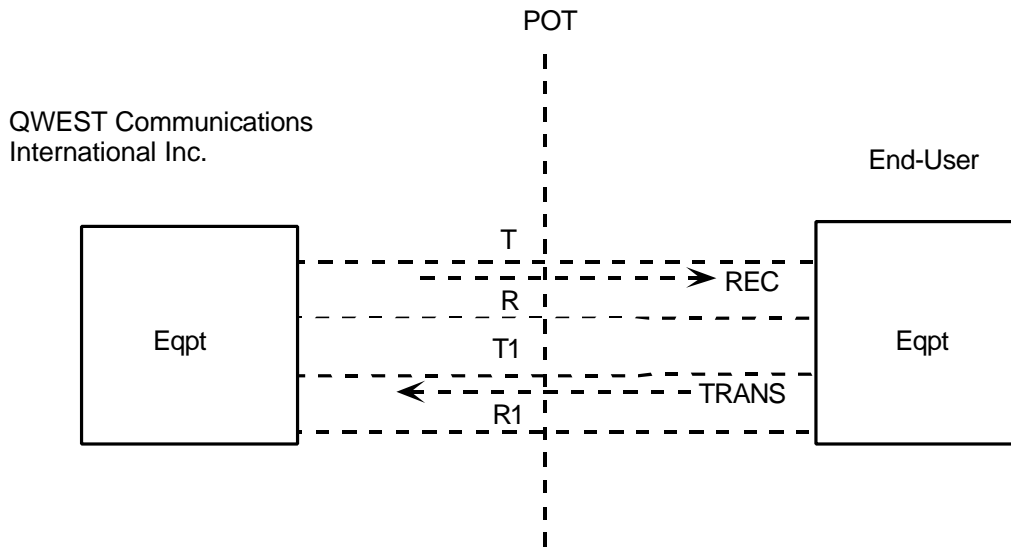 POT
QWEST Communications
International Inc.
End-User
T
REC
R
Eqpt
T1
Eqpt
TRANS
R1